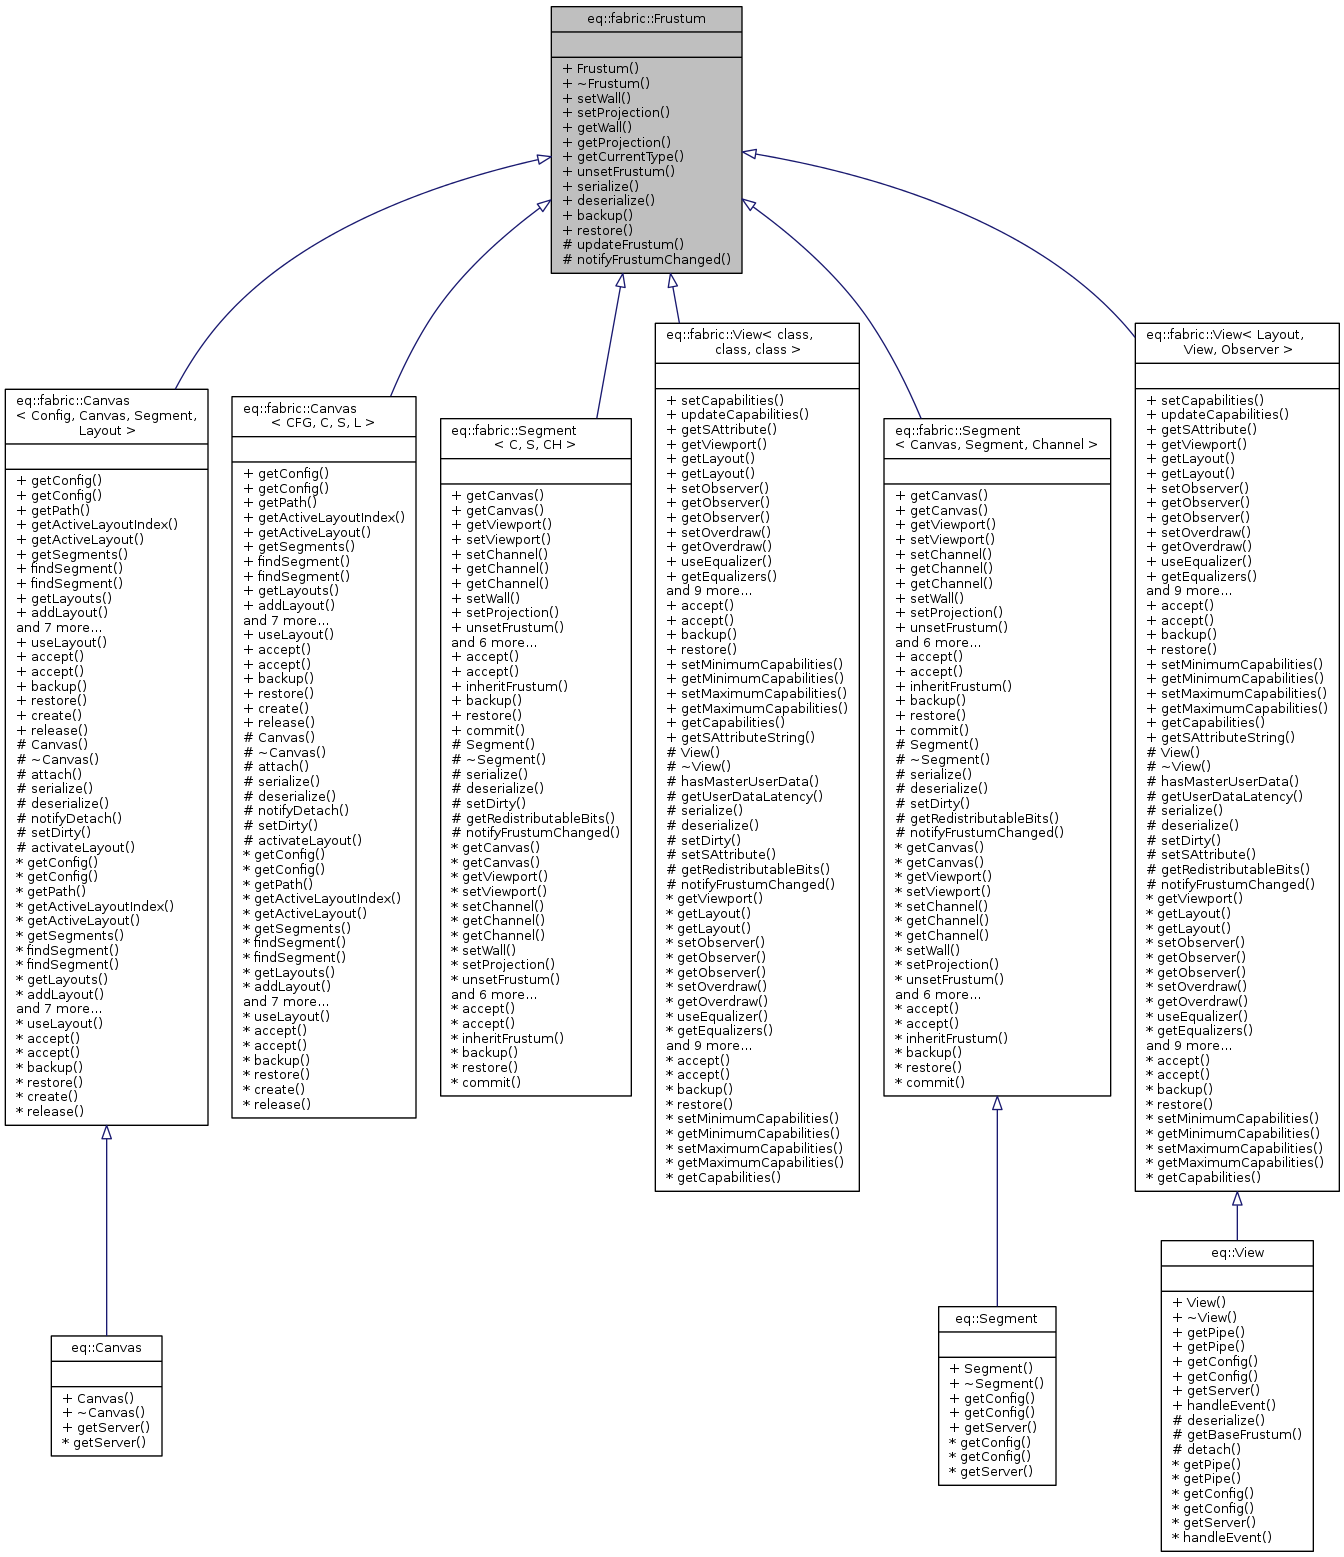 eq::fabric::Frustum
+ Frustum()
+ ~Frustum()
+ setWall()
+ setProjection()
+ getWall()
+ getProjection()
+ getCurrentType()
+ unsetFrustum()
+ serialize()
+ deserialize()
+ backup()
+ restore()
# updateFrustum()
# notifyFrustumChanged()
eq::fabric::Canvas
< Config, Canvas, Segment,
Layout >
+ getConfig()
+ getConfig()
+ getPath()
+ getActiveLayoutIndex()
+ getActiveLayout()
+ getSegments()
+ findSegment()
+ findSegment()
+ getLayouts()
+ addLayout()
and 7 more...
+ useLayout()
+ accept()
+ accept()
+ backup()
+ restore()
+ create()
+ release()
# Canvas()
# ~Canvas()
# attach()
# serialize()
# deserialize()
# notifyDetach()
# setDirty()
# activateLayout()
* getConfig()
* getConfig()
* getPath()
* getActiveLayoutIndex()
* getActiveLayout()
* getSegments()
* findSegment()
* findSegment()
* getLayouts()
* addLayout()
and 7 more...
* useLayout()
* accept()
* accept()
* backup()
* restore()
* create()
* release()
eq::fabric::Canvas
< CFG, C, S, L >
+ getConfig()
+ getConfig()
+ getPath()
+ getActiveLayoutIndex()
+ getActiveLayout()
+ getSegments()
+ findSegment()
+ findSegment()
+ getLayouts()
+ addLayout()
and 7 more...
+ useLayout()
+ accept()
+ accept()
+ backup()
+ restore()
+ create()
+ release()
# Canvas()
# ~Canvas()
# attach()
# serialize()
# deserialize()
# notifyDetach()
# setDirty()
# activateLayout()
* getConfig()
* getConfig()
* getPath()
* getActiveLayoutIndex()
* getActiveLayout()
* getSegments()
* findSegment()
* findSegment()
* getLayouts()
* addLayout()
and 7 more...
* useLayout()
* accept()
* accept()
* backup()
* restore()
* create()
* release()
eq::fabric::Segment
< C, S, CH >
+ getCanvas()
+ getCanvas()
+ getViewport()
+ setViewport()
+ setChannel()
+ getChannel()
+ getChannel()
+ setWall()
+ setProjection()
+ unsetFrustum()
and 6 more...
+ accept()
+ accept()
+ inheritFrustum()
+ backup()
+ restore()
+ commit()
# Segment()
# ~Segment()
# serialize()
# deserialize()
# setDirty()
# getRedistributableBits()
# notifyFrustumChanged()
* getCanvas()
* getCanvas()
* getViewport()
* setViewport()
* setChannel()
* getChannel()
* getChannel()
* setWall()
* setProjection()
* unsetFrustum()
and 6 more...
* accept()
* accept()
* inheritFrustum()
* backup()
* restore()
* commit()
eq::fabric::View< class,
class, class >
+ setCapabilities()
+ updateCapabilities()
+ getSAttribute()
+ getViewport()
+ getLayout()
+ getLayout()
+ setObserver()
+ getObserver()
+ getObserver()
+ setOverdraw()
+ getOverdraw()
+ useEqualizer()
+ getEqualizers()
and 9 more...
+ accept()
+ accept()
+ backup()
+ restore()
+ setMinimumCapabilities()
+ getMinimumCapabilities()
+ setMaximumCapabilities()
+ getMaximumCapabilities()
+ getCapabilities()
+ getSAttributeString()
# View()
# ~View()
# hasMasterUserData()
# getUserDataLatency()
# serialize()
# deserialize()
# setDirty()
# setSAttribute()
# getRedistributableBits()
# notifyFrustumChanged()
* getViewport()
* getLayout()
* getLayout()
* setObserver()
* getObserver()
* getObserver()
* setOverdraw()
* getOverdraw()
* useEqualizer()
* getEqualizers()
and 9 more...
* accept()
* accept()
* backup()
* restore()
* setMinimumCapabilities()
* getMinimumCapabilities()
* setMaximumCapabilities()
* getMaximumCapabilities()
* getCapabilities()
eq::fabric::Segment
< Canvas, Segment, Channel >
+ getCanvas()
+ getCanvas()
+ getViewport()
+ setViewport()
+ setChannel()
+ getChannel()
+ getChannel()
+ setWall()
+ setProjection()
+ unsetFrustum()
and 6 more...
+ accept()
+ accept()
+ inheritFrustum()
+ backup()
+ restore()
+ commit()
# Segment()
# ~Segment()
# serialize()
# deserialize()
# setDirty()
# getRedistributableBits()
# notifyFrustumChanged()
* getCanvas()
* getCanvas()
* getViewport()
* setViewport()
* setChannel()
* getChannel()
* getChannel()
* setWall()
* setProjection()
* unsetFrustum()
and 6 more...
* accept()
* accept()
* inheritFrustum()
* backup()
* restore()
* commit()
eq::fabric::View< Layout,
View, Observer >
+ setCapabilities()
+ updateCapabilities()
+ getSAttribute()
+ getViewport()
+ getLayout()
+ getLayout()
+ setObserver()
+ getObserver()
+ getObserver()
+ setOverdraw()
+ getOverdraw()
+ useEqualizer()
+ getEqualizers()
and 9 more...
+ accept()
+ accept()
+ backup()
+ restore()
+ setMinimumCapabilities()
+ getMinimumCapabilities()
+ setMaximumCapabilities()
+ getMaximumCapabilities()
+ getCapabilities()
+ getSAttributeString()
# View()
# ~View()
# hasMasterUserData()
# getUserDataLatency()
# serialize()
# deserialize()
# setDirty()
# setSAttribute()
# getRedistributableBits()
# notifyFrustumChanged()
* getViewport()
* getLayout()
* getLayout()
* setObserver()
* getObserver()
* getObserver()
* setOverdraw()
* getOverdraw()
* useEqualizer()
* getEqualizers()
and 9 more...
* accept()
* accept()
* backup()
* restore()
* setMinimumCapabilities()
* getMinimumCapabilities()
* setMaximumCapabilities()
* getMaximumCapabilities()
* getCapabilities()
eq::Canvas
+ Canvas()
+ ~Canvas()
+ getServer()
* getServer()
eq::Segment
+ Segment()
+ ~Segment()
+ getConfig()
+ getConfig()
+ getServer()
* getConfig()
* getConfig()
* getServer()
eq::View
+ View()
+ ~View()
+ getPipe()
+ getPipe()
+ getConfig()
+ getConfig()
+ getServer()
+ handleEvent()
# deserialize()
# getBaseFrustum()
# detach()
* getPipe()
* getPipe()
* getConfig()
* getConfig()
* getServer()
* handleEvent()